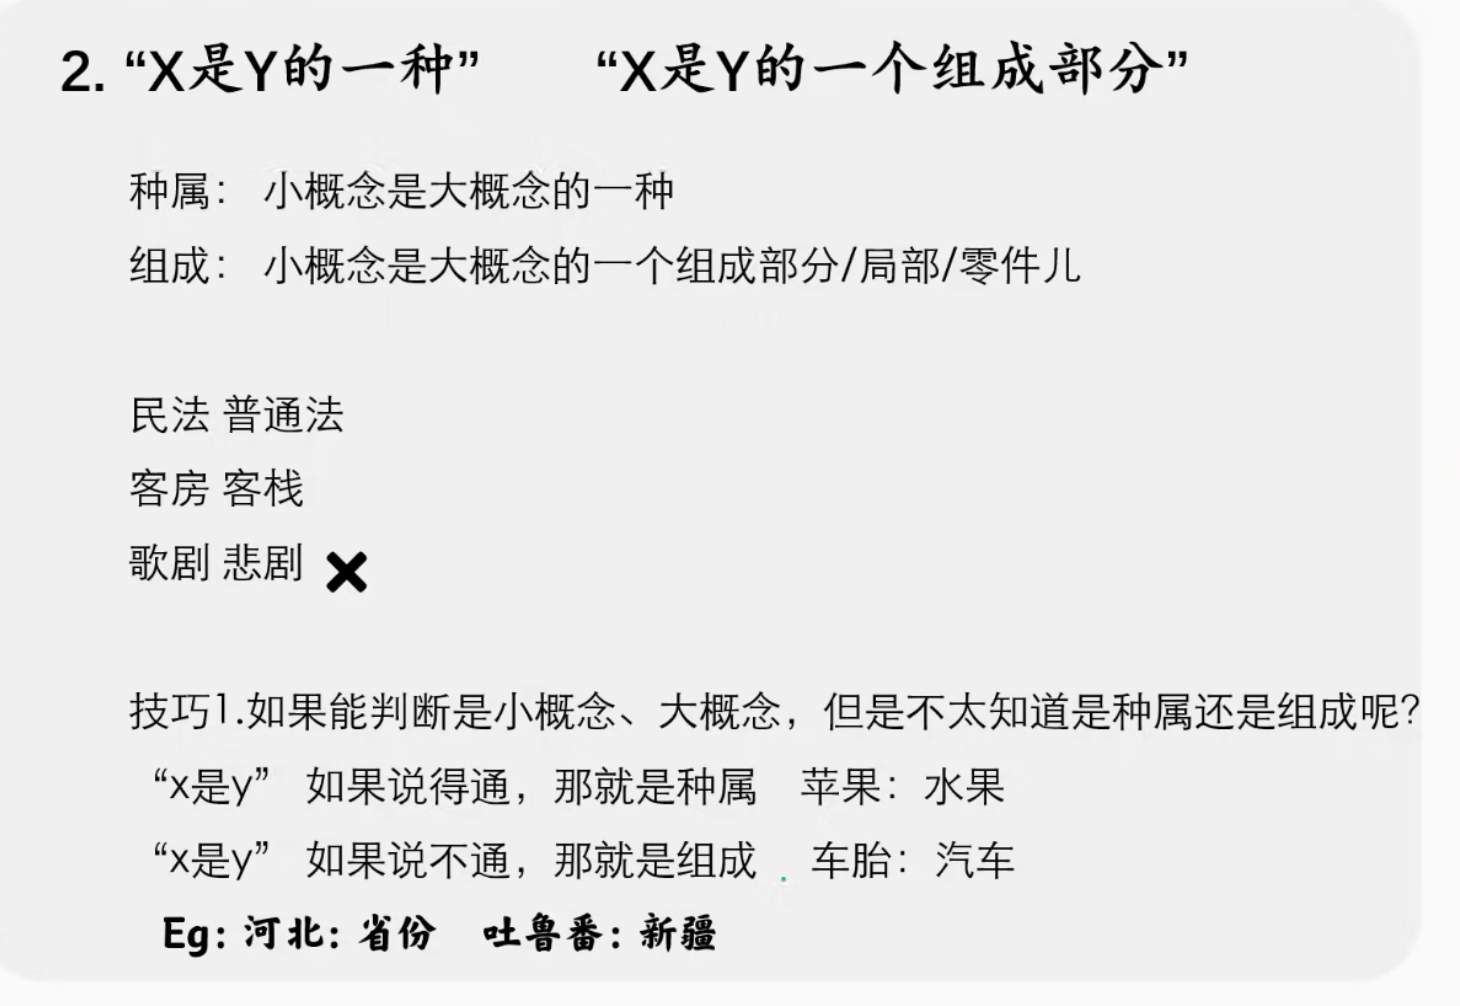 2. “X是Y的一种” “X是Y的一个组成部分”
种属： 小概念是大概念的一种
组成： 小概念是大概念的一个组成部分/局部/零件儿
民法 普通法
客房 客栈
歌剧 悲剧 ✖
技巧1.如果能判断是小概念、大概念，但是不太知道是种属还是组成呢？
“x是y” 如果说得通，那就是种属 苹果：水果
“x是y” 如果说不通，那就是组成 车胎：汽车
Eg: 河北：省份 吐鲁番：新疆